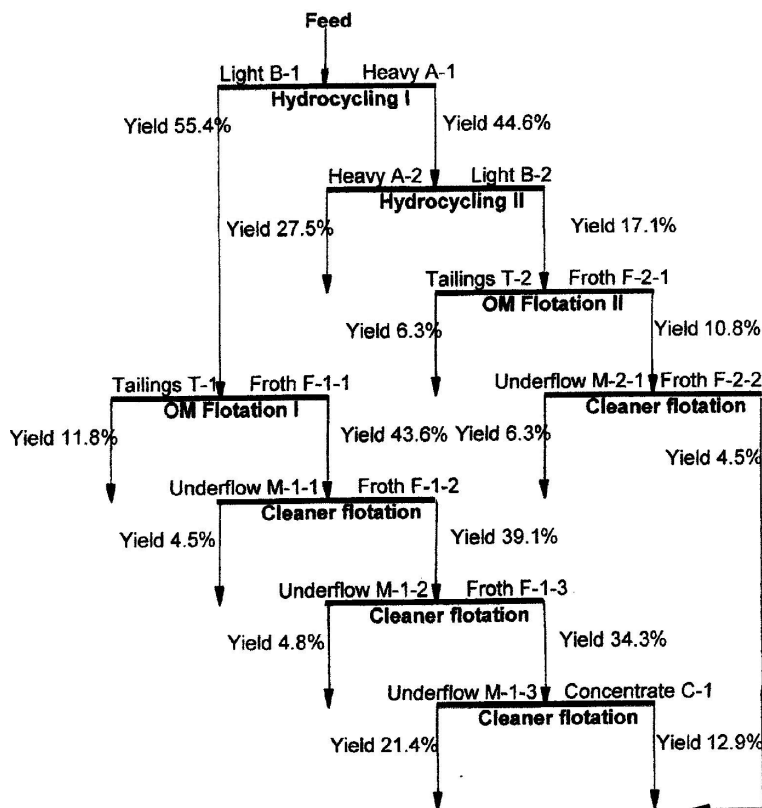 Feed
Light B-1 Heavy A-1
Hydrocycling I
Yield 55.4% Yield 44.6%
Heavy A-2 Light B-2
Hydrocycling II
Yield 27.5% Yield 17.1%
Tailings T-2 Froth F-2-1
OM Flotation II
Yield 6.3% Yield 10.8%
Tailings T-1 Froth F-1-1 Underflow M-2-1 Froth F-2-2
OM Flotation I Cleaner flotation
Yield 11.8% Yield 43.6% Yield 6.3% Yield 4.5%
Underflow M-1-1 Froth F-1-2
Cleaner flotation
Yield 4.5% Yield 39.1%
Underflow M-1-2 Froth F-1-3
Cleaner flotation
Yield 4.8% Yield 34.3%
Underflow M-1-3 Concentrate C-1
Cleaner flotation
Yield 21.4% Yield 12.9%